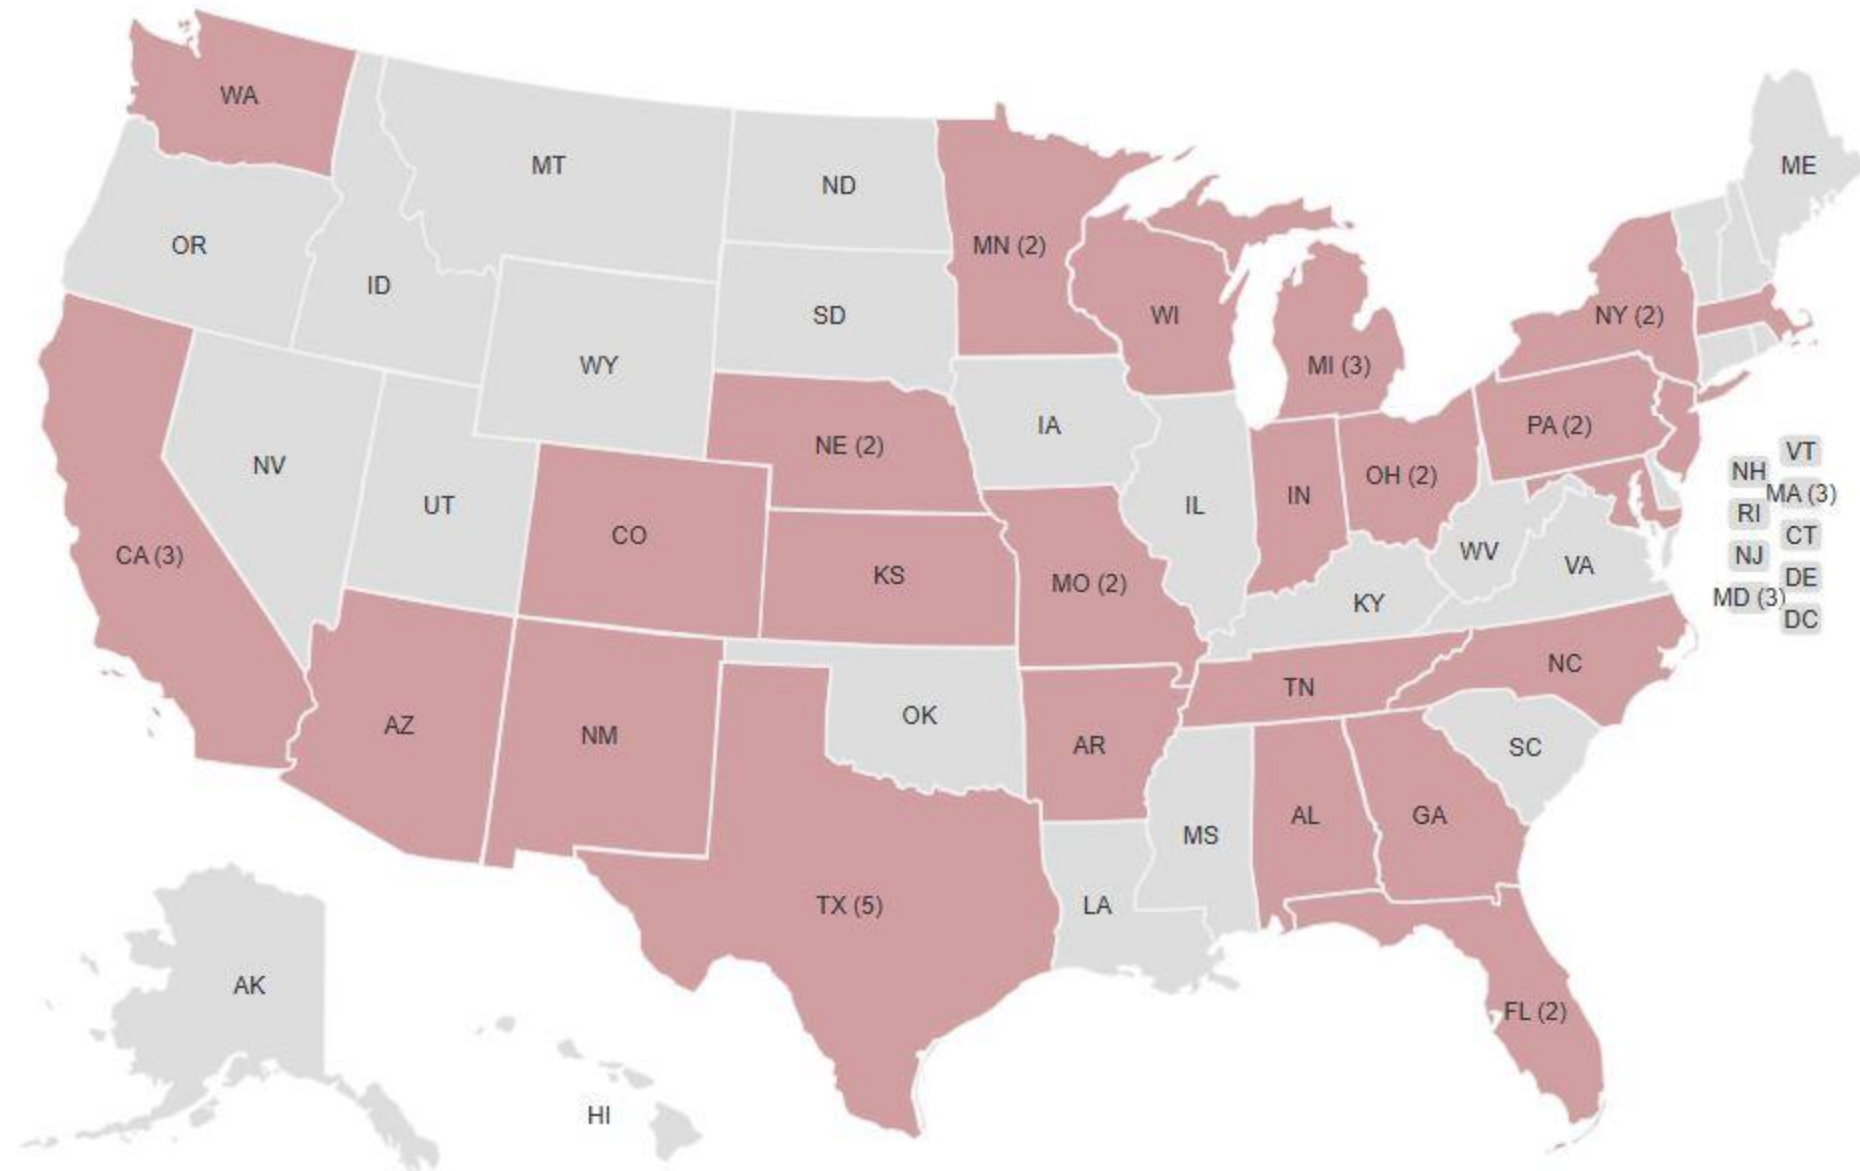 WA
MT
ND
ME
OR
MN (2)
ID
SD
WI
NY (2)
WY
MI (3)
IA
PA (2)
NE (2)
VT
NV
NH
OH (2)
MA (3)
UT
IN
IL
RI
CO
CT
CA (3)
NJ
WV
VA
KS
DE
MO (2)
MD (3)
KY
DC
NC
TN
OK
AZ
NM
AR
SC
AL
GA
MS
TX (5)
LA
AK
FL (2)
HI